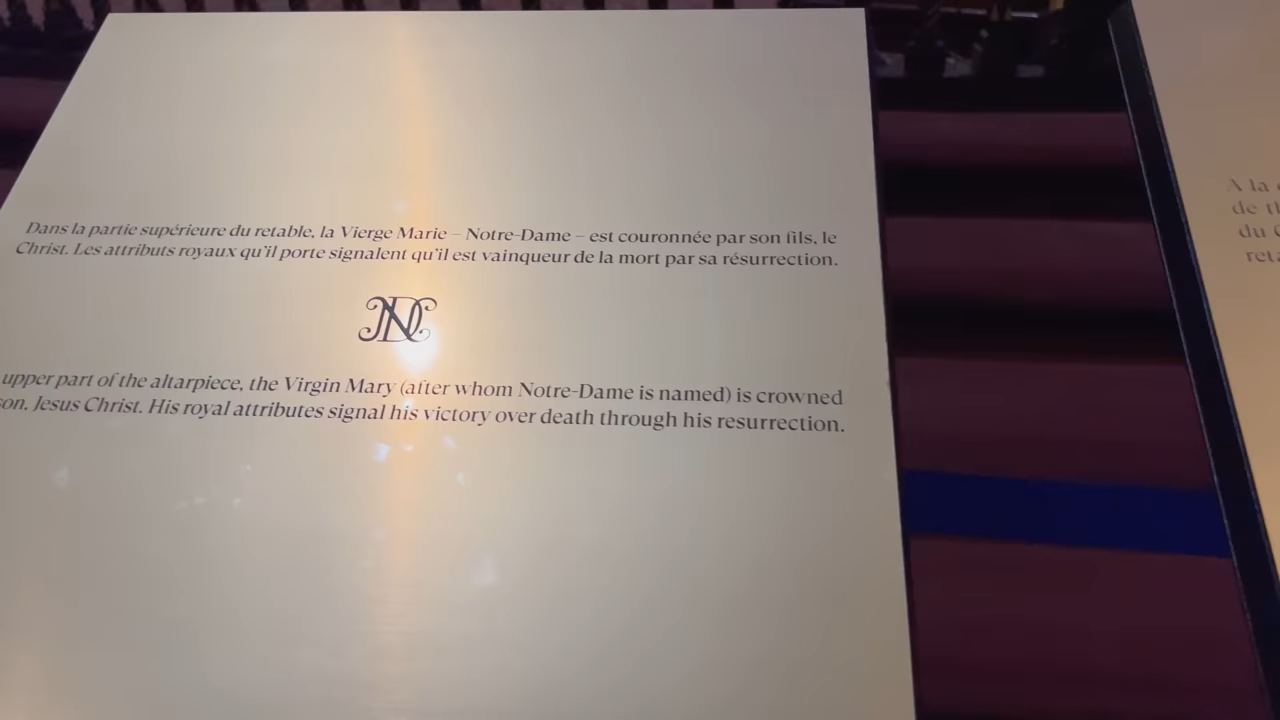 Dans la partie supérieure du retable, la Vierge Marie – Notre-Dame – est couronnée par son fils, le
Christ. Les attributs royaux qu'il porte signalent qu'il est vainqueur de la mort par sa résurrection.
ND
upper part of the altarpiece, the Virgin Mary (after whom Notre-Dame is named) is crowned
son, Jesus Christ. His royal attributes signal his victory over death through his resurrection.
A la
de
du